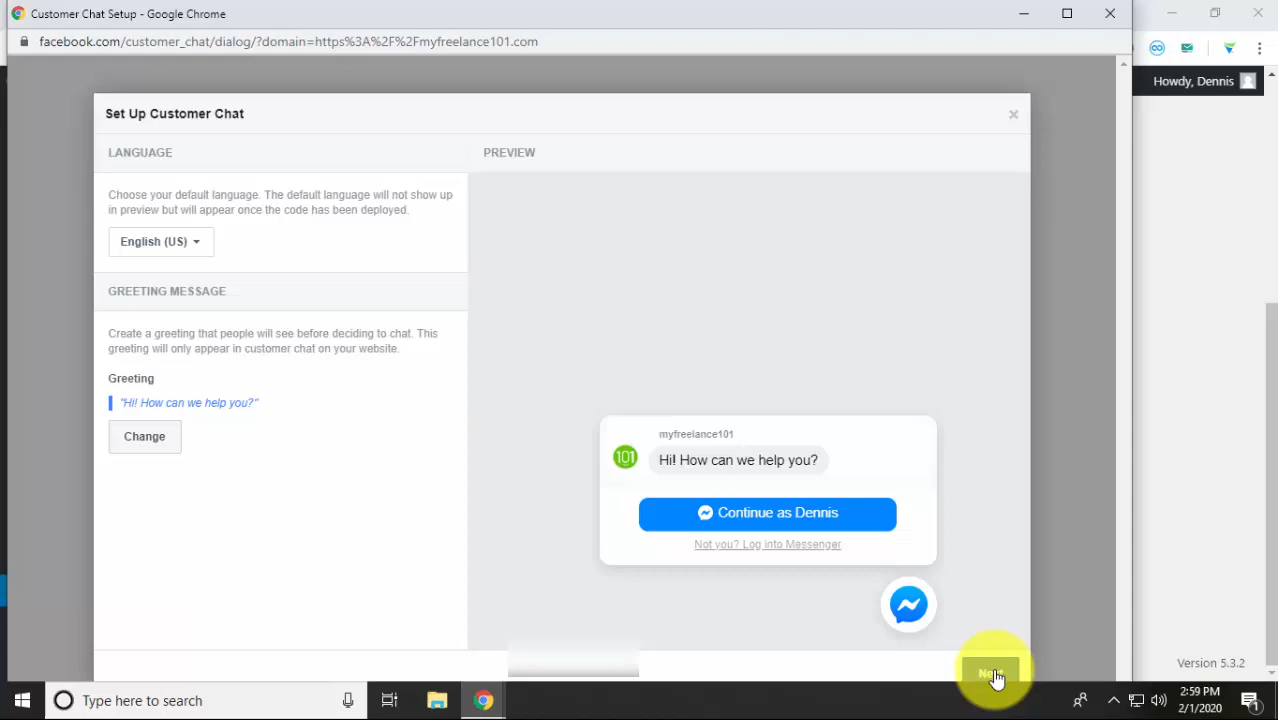 Customer Chat Setup - Google Chrome
facebook.com/customer_chat/dialog/?domain=https%3A%2F%2Fmyfreelance101.com
Howdy, Dennis
Set Up Customer Chat
LANGUAGE
PREVIEW
Choose your default language. The default language will not show up
in preview but will appear once the code has been deployed.
English (US)
GREETING MESSAGE
Create a greeting that people will see before deciding to chat. This
greeting will only appear in customer chat on your website.
Greeting
"Hi! How can we help you?"
Change
myfreelance101
101
Hi! How can we help you?
Continue as Dennis
Not you? Log into Messenger
Next
Version 5.3.2
Type here to search
2:59 PM
2/1/2020
1